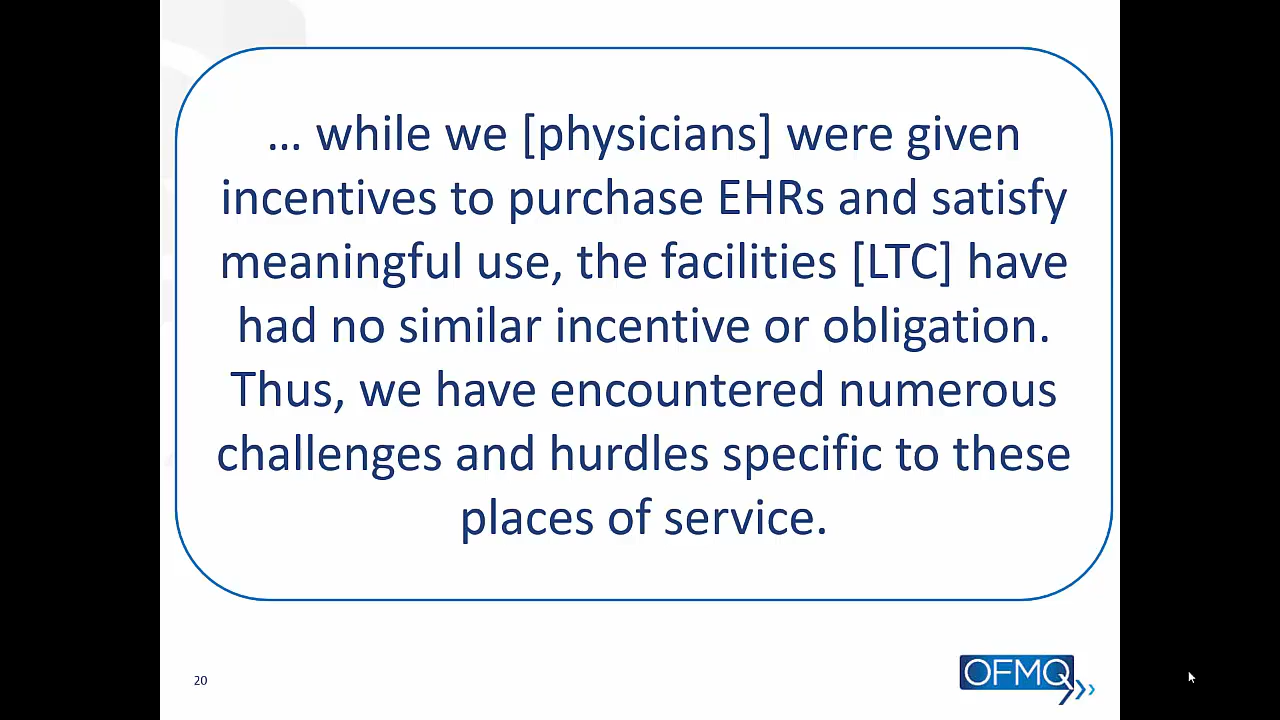 … while we [physicians] were given
incentives to purchase EHRs and satisfy
meaningful use, the facilities [LTC] have
had no similar incentive or obligation.
Thus, we have encountered numerous
challenges and hurdles specific to these
places of service.
20
OFMQ